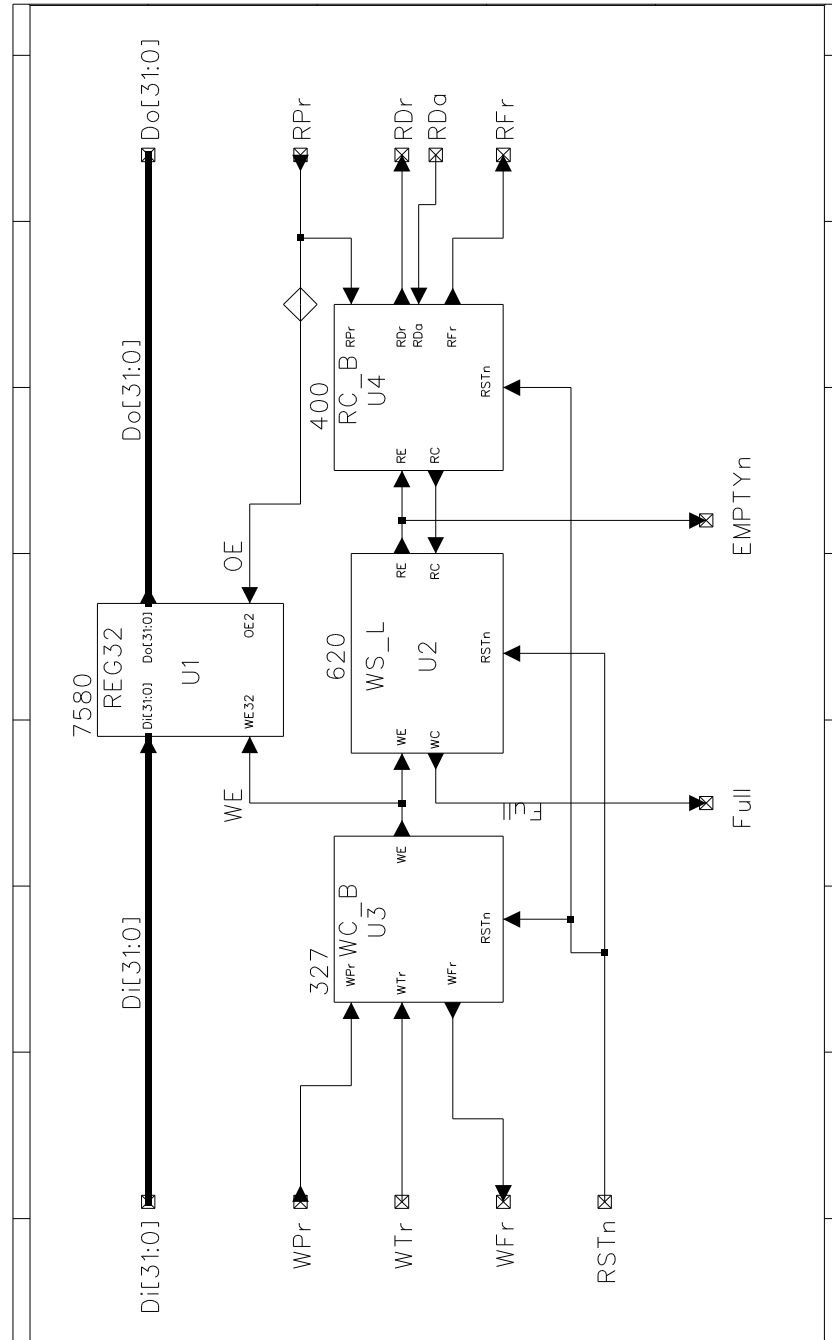 Do[31:0]
RPr
RDr
RDa
RFr
Do[31:0]
400
RC_B
U4
RPr
RDr
RDa
RFr
RSTn
RE
RC
OE
EMPTYn
7580
REG32
U1
Di[31:0]
Do[31:0]
WE32
OE2
620
WS_L
U2
RE
RC
RSTn
WE
WC
WE
Full
Full
Di[31:0]
327
WC_B
U3
WE
WPr
WTr
WFr
RSTn
Di[31:0]
WPr
WTr
WFr
RSTn